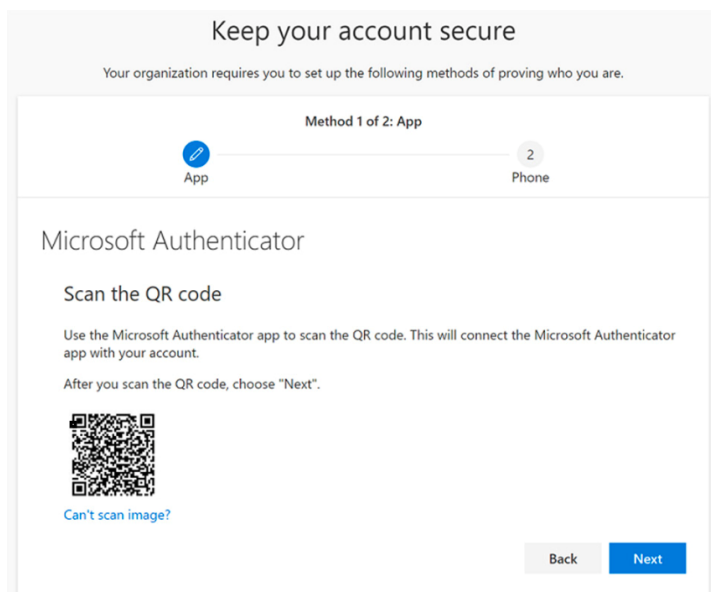 Keep your account secure
Your organization requires you to set up the following methods of proving who you are.
Method 1 of 2: App
App
2
Phone
Microsoft Authenticator
Scan the QR code
Use the Microsoft Authenticator app to scan the QR code. This will connect the Microsoft Authenticator
app with your account.
After you scan the QR code, choose "Next".
Can't scan image?
Back
Next